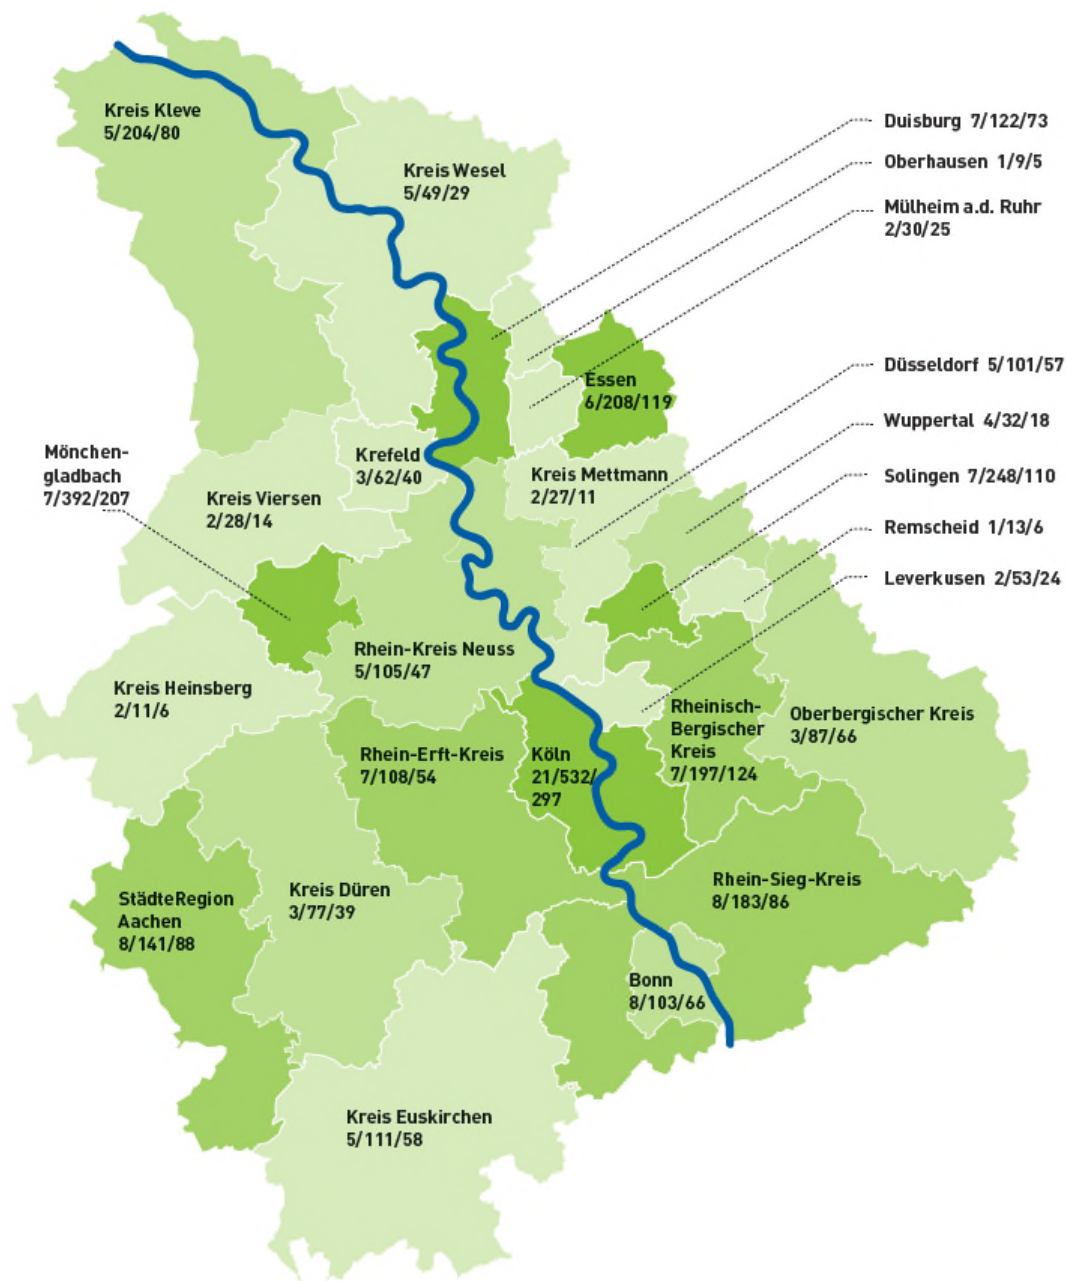 Kreis Kleve
5/204/80
Kreis Wesel
5/49/29
Duisburg 7/122/73
Oberhausen 1/9/5
Mülheim a.d. Ruhr
2/30/25
Essen
6/208/119
Düsseldorf 5/101/57
Wuppertal 4/32/18
Solingen 7/248/110
Remscheid 1/13/6
Leverkusen 2/53/24
Mönchen-
gladbach
7/392/207
Kreis Viersen
2/28/14
Krefeld
3/62/40
Kreis Mettmann
2/27/11
Rhein-Kreis Neuss
5/105/47
Kreis Heinsberg
2/11/6
Rhein-Erft-Kreis
7/108/54
Köln
21/532/
297
Rheinisch-
Bergischer
Kreis
7/197/124
Oberbergischer Kreis
3/87/66
StädteRegion
Aachen
8/141/88
Kreis Düren
3/77/39
Rhein-Sieg-Kreis
8/183/86
Bonn
8/103/66
Kreis Euskirchen
5/111/58